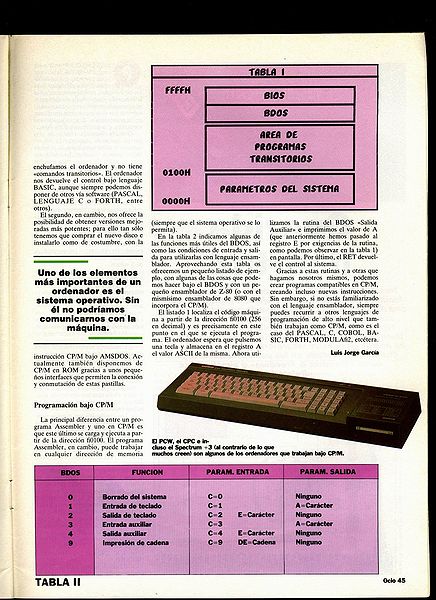 TABLA I
FFFFH
BIOS
BDOS
AREA DE
PROGRAMAS
TRANSITORIOS
0100H
PARAMETROS DEL SISTEMA
0000H
enchufamos el ordenador y no tiene
«comandos transitorios». El ordenador
nos devuelve el control bajo lenguaje
BASIC, aunque siempre podemos dis-
poner de otros vía software (PASCAL,
LENGUAJE C o FORTH, entre
otros).
El segundo, en cambio, nos ofrece la
posibilidad de obtener versiones mejo-
radas más potentes; para ello tan sólo
tenemos que comprar el nuevo disco e
instalarlo como de costumbre, con la
Uno de los elementos
más importantes de un
ordenador es el
sistema operativo. Sin
él no podríamos
comunicarnos con la
máquina.
instrucción CP/M bajo AMSDOS. Ac-
tualmente también disponemos de
CP/M en ROM gracias a unos peque-
ños interfaces que permiten la conexión
y conmutación de estas pastillas.
Programación bajo CP/M
La principal diferencia entre un pro-
grama Assembler y uno en CP/M es
que este último se carga y ejecuta a par-
tir de la dirección fi0100. El programa
Assembler, en cambio, puede trabajar
en cualquier dirección de memoria
(siempre que el sistema operativo se lo
permita).
En la tabla 2 indicamos algunas de
las funciones más útiles del BDOS, así
como las condiciones de entrada y sali-
da para utilizarlas con lenguaje ensam-
blador. Aprovechando esta tabla os
ofrecemos un pequeño listado de ejem-
plo, con algunas de las cosas que pode-
mos hacer bajo el BDOS y con un pe-
queño ensamblador de Z-80 (o con el
mismísimo ensamblador de 8080 que
incorpora el CP/M).
El listado 1 localiza el código máqui-
na a partir de la dirección fi0100 (256
en decimal) y es precisamente en este
punto en el que se ejecuta el progra-
ma. El ordenador espera que pulsemos
una tecla y almacena en el registro A
el valor ASCII de la misma. Ahora uti-
lizamos la rutina del BDOS «Salida
Auxiliar» e imprimimos el valor de A
(que anteriormente hemos pasado al
registro E por exigencias de la rutina,
como podemos observar en la tabla 1)
en pantalla. Por último, el RET devuel-
ve el control al sistema.
Gracias a estas rutinas y a otras que
hagamos nosotros mismos, podemos
crear programas compatibles en CP/M,
creando incluso nuevas instrucciones.
Sin embargo, si no estás familiarizado
con el lenguaje ensamblador, siempre
puedes recurrir a otros lenguajes de
programación de alto nivel que tam-
bién trabajan como CP/M, como es el
caso del PASCAL, C, COBOL, BA-
SIC, FORTH, MODULAfi2, etcétera.
Luis Jorge García
El PCW, el CPC e in-
cluso el Spectrum +3 (al contrario de lo que
muchos creen) son algunos de los ordenadores que trabajan bajo CP/M.
BDOS FUNCION PARAM. ENTRADA PARAM. SALIDA
0 Borrado del sistema C=0 Ninguno
1 Entrada de teclado C=1 A=Carácter
2 Salida de teclado C=2 E=Carácter Ninguno
3 Entrada auxiliar C=3 A=Carácter
4 Salida auxiliar C=4 E=Carácter Ninguno
9 Impresión de cadena C=9 DE=Cadena Ninguno
TABLA II
Ocio 45